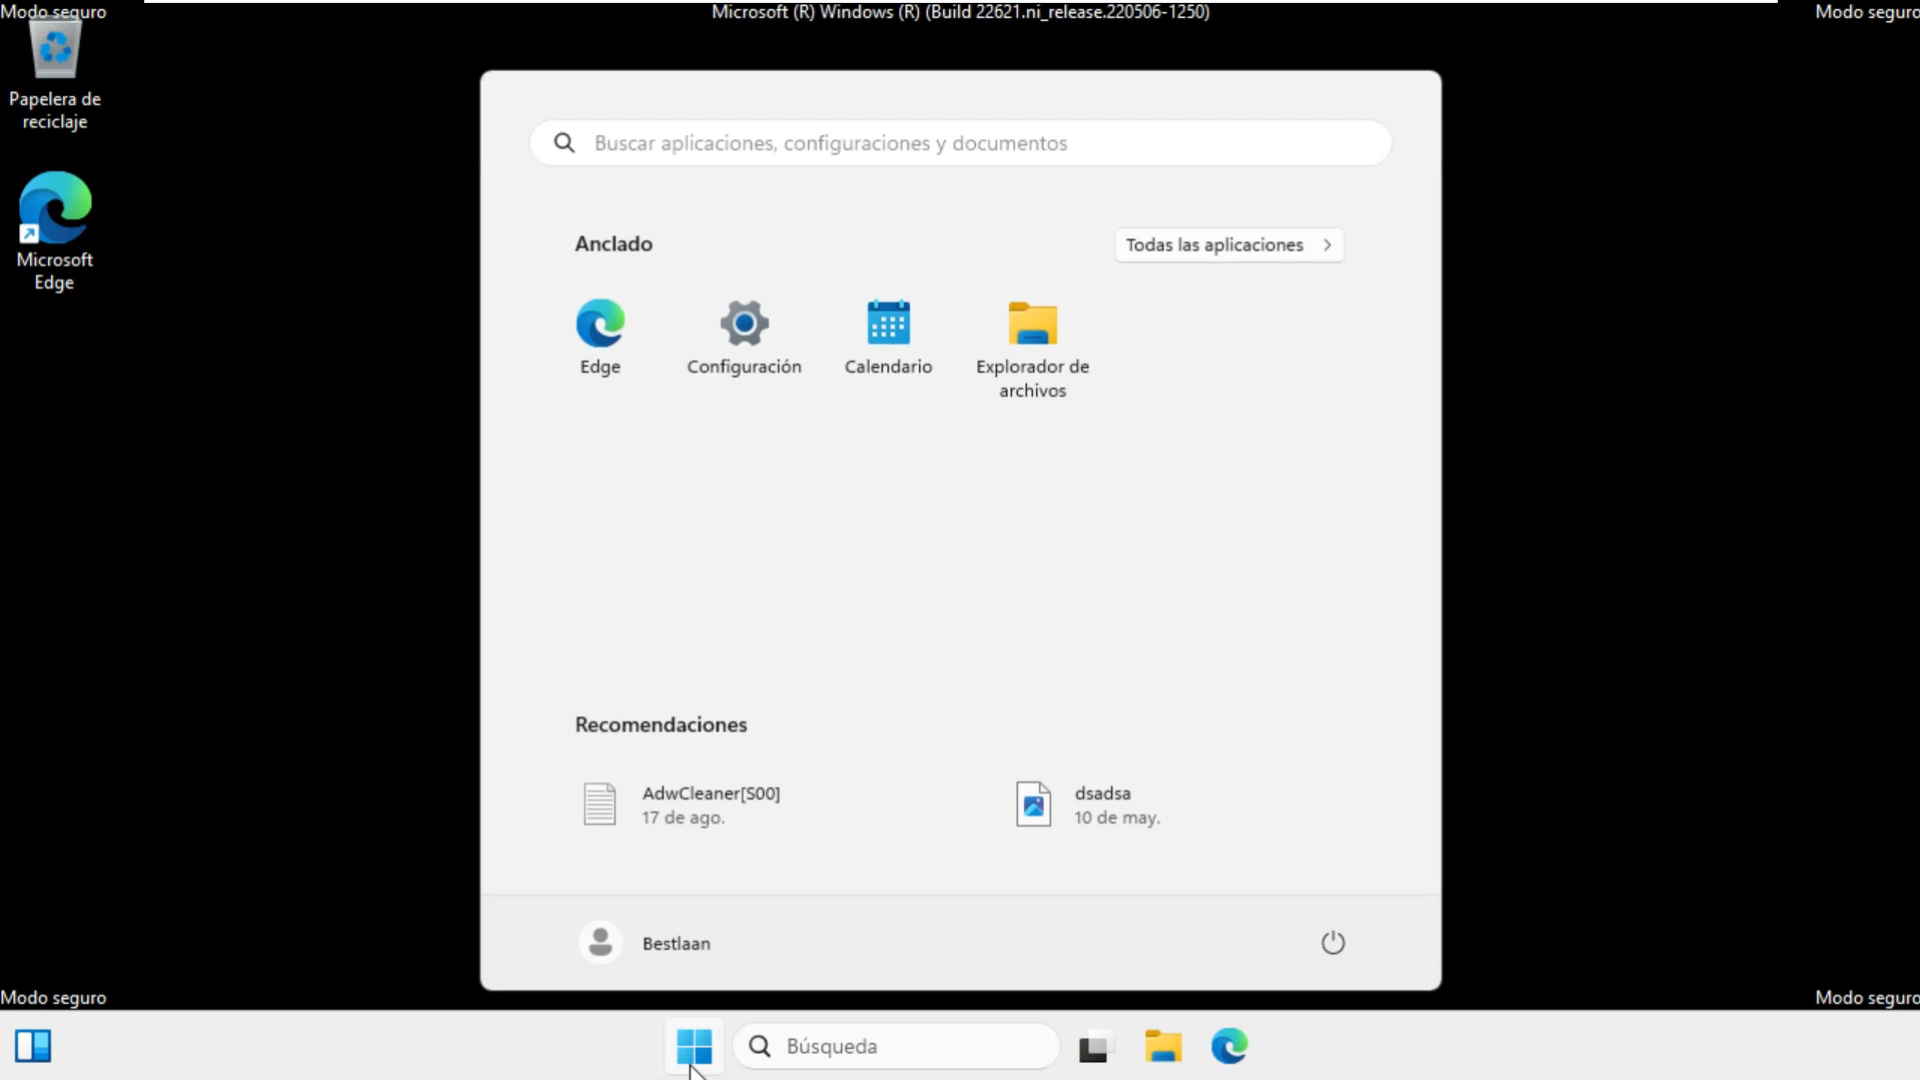 Modo seguro
Microsoft (R) Windows (R) (Build 22621.ni_release.220506-1250)
Modo seguro
Papelera de
reciclaje
Microsoft
Edge
Buscar aplicaciones, configuraciones y documentos
Anclado
Todas las aplicaciones
Edge
Configuración
Calendario
Explorador de
archivos
Recomendaciones
AdwCleaner[S00]
17 de ago.
dsadsa
10 de may.
Bestlaan
Modo seguro
Modo seguro
Búsqueda